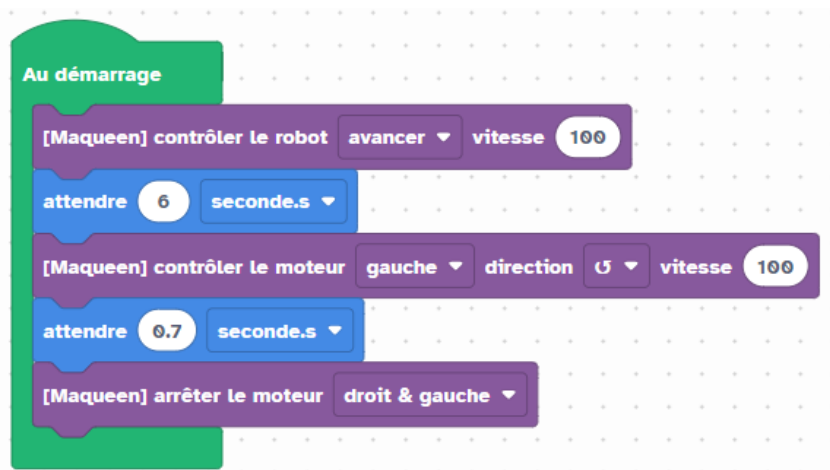 Au démarrage
[Maqueen] contrôler le robot avancer vitesse 100
attendre 6 seconde.s
[Maqueen] contrôler le moteur gauche direction ↺ vitesse 100
attendre 0.7 seconde.s
[Maqueen] arrêter le moteur droit & gauche